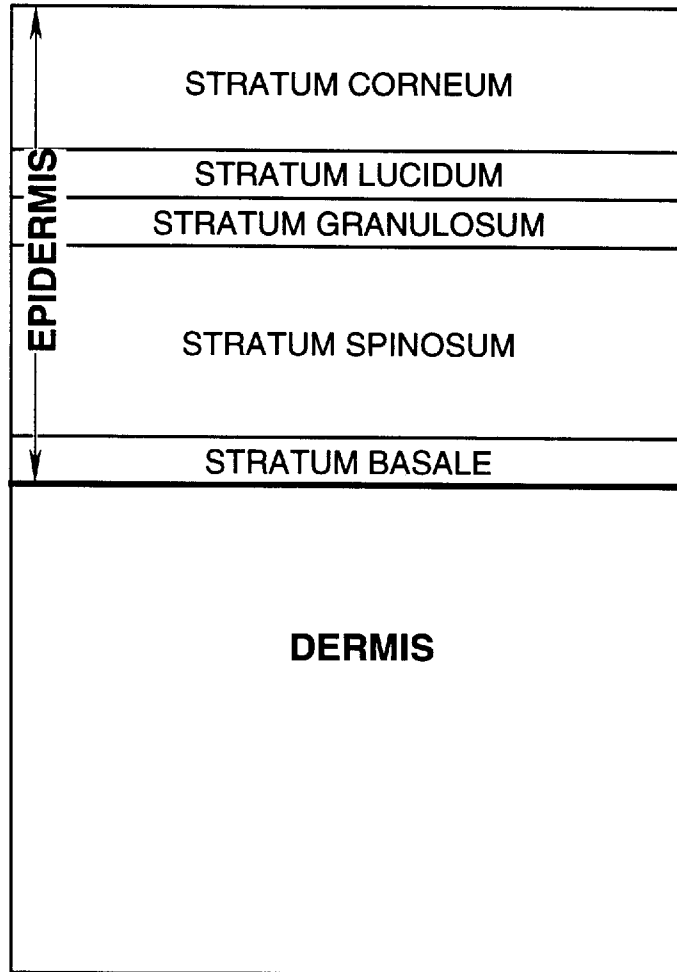 STRATUM CORNEUM
STRATUM LUCIDUM
STRATUM GRANULOSUM
EPIDERMIS
STRATUM SPINOSUM
STRATUM BASALE
DERMIS